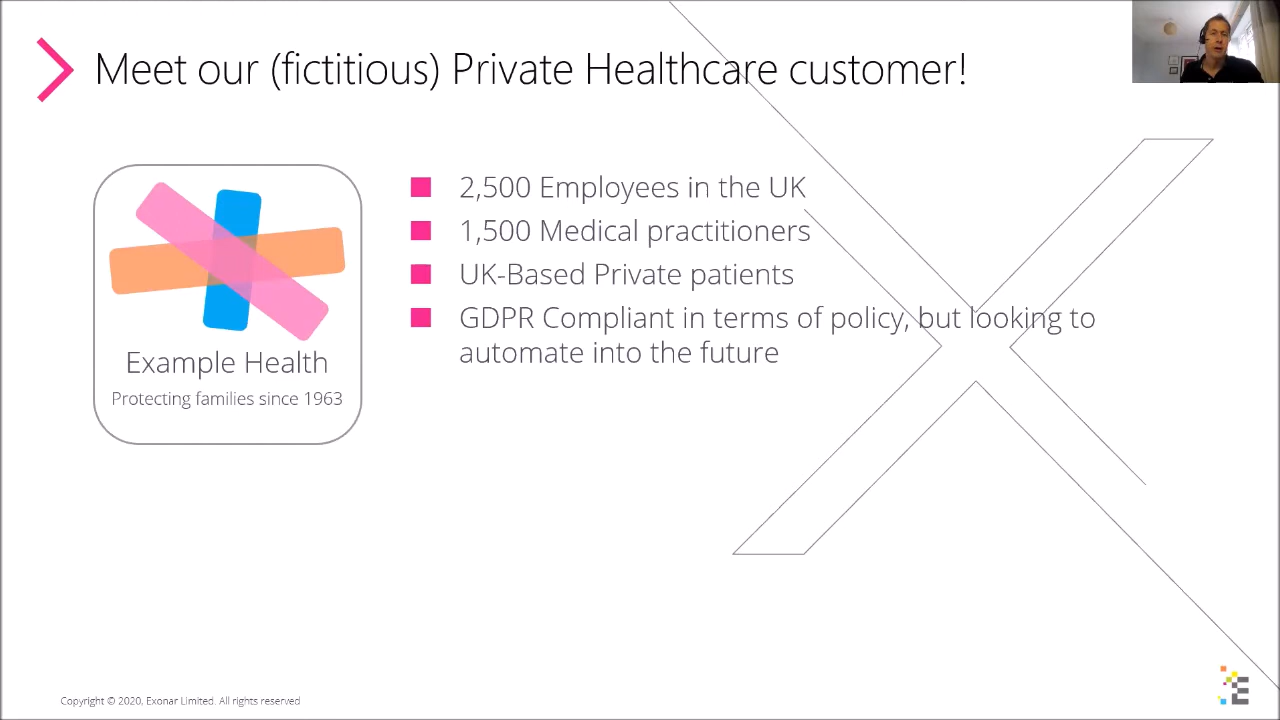 Meet our (fictitious) Private Healthcare customer!
2,500 Employees in the UK
1,500 Medical practitioners
UK-Based Private patients
GDPR Compliant in terms of policy, but looking to
automate into the future
Example Health
Protecting families since 1963
Copyright © 2020, Exonar Limited. All rights reserved